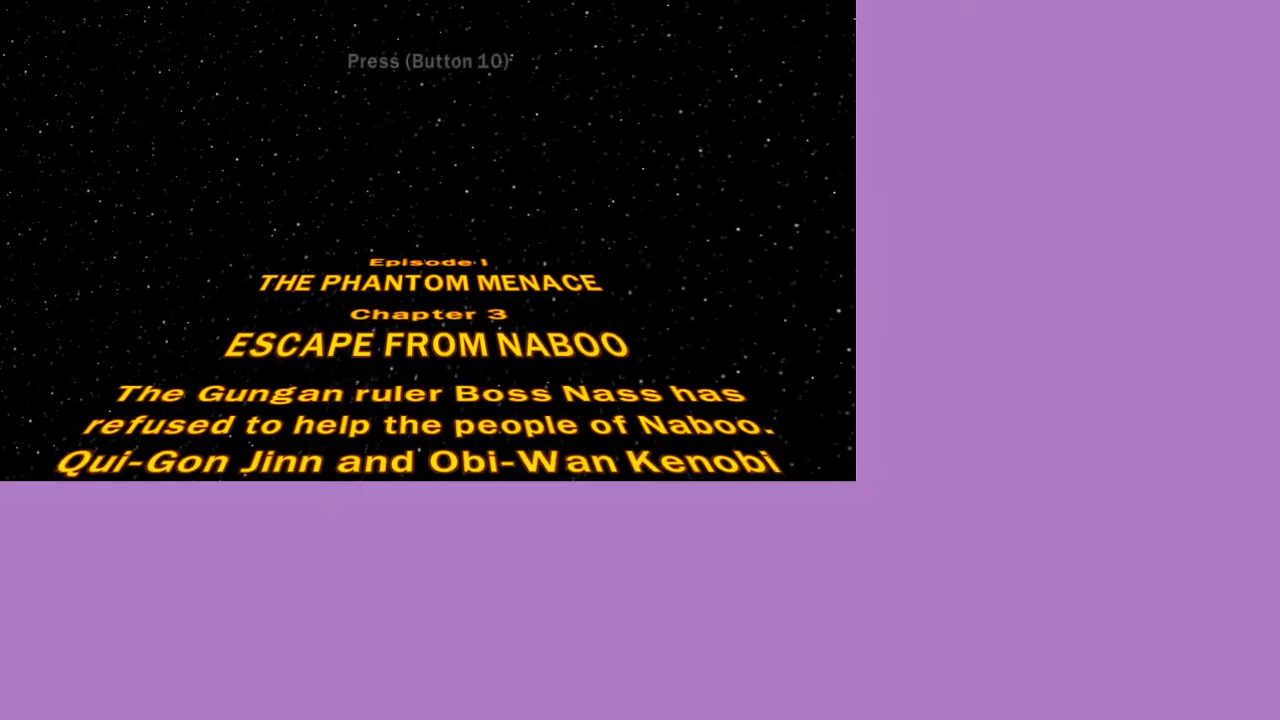 Press (Button 10)
Episode I
THE PHANTOM MENACE
Chapter 3
ESCAPE FROM NABOO
The Gungan ruler Boss Nass has
refused to help the people of Naboo.
Qui-Gon Jinn and Obi-Wan Kenobi